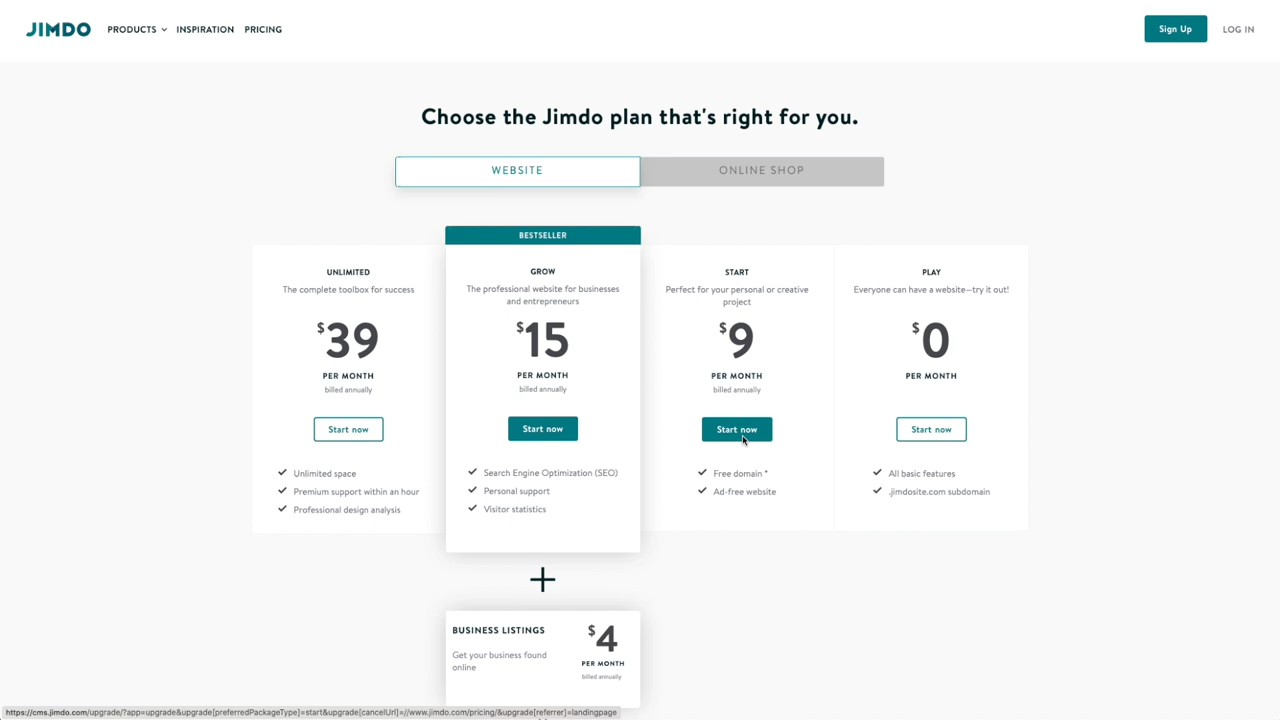 JIMDO PRODUCTS INSPIRATION PRICING Sign Up LOG IN
Choose the Jimdo plan that's right for you.
WEBSITE ONLINE SHOP
UNLIMITED
The complete toolbox for success
$39
PER MONTH
billed annually
Start now
Unlimited space
Premium support within an hour
Professional design analysis
BESTSELLER
GROW
The professional website for businesses
and entrepreneurs
$15
PER MONTH
billed annually
Start now
Search Engine Optimization (SEO)
Personal support
Visitor statistics
START
Perfect for your personal or creative
project
$9
PER MONTH
billed annually
Start now
Free domain *
Ad-free website
PLAY
Everyone can have a website—try it out!
$0
PER MONTH
Start now
All basic features
.jimdosite.com subdomain
+
BUSINESS LISTINGS
Get your business found
online
$4
PER MONTH
billed annually
https://cms.jimdo.com/upgrade/?app=upgrade&upgrade[preferredPackageType]=start&upgrade[cancelUrl]=//www.jimdo.com/pricing/&upgrade[referrer]=landingpage